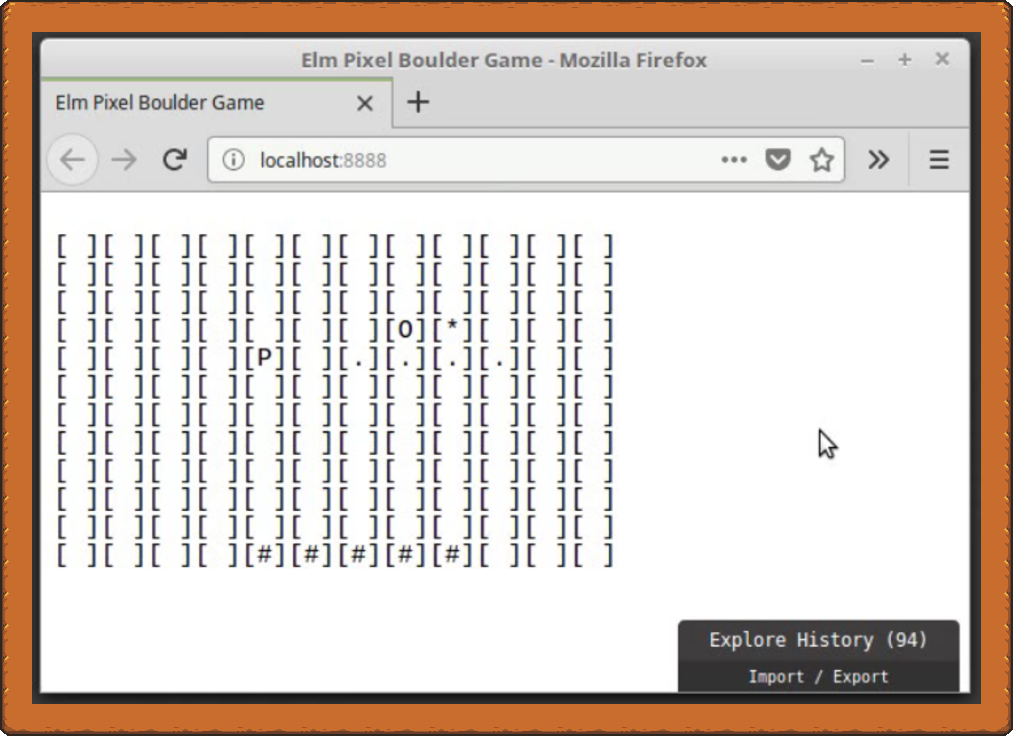 Elm Pixel Boulder Game - Mozilla Firefox
Elm Pixel Boulder Game
localhost:8888
[ ][ ][ ][ ][ ][ ][ ][ ][ ][ ][ ][ ]
[ ][ ][ ][ ][ ][ ][ ][ ][ ][ ][ ][ ]
[ ][ ][ ][ ][ ][ ][ ][ ][ ][ ][ ][ ]
[ ][ ][ ][ ][ ][ ][ ][O][*][ ][ ][ ]
[ ][ ][ ][ ][P][ ][.][.][.][.][ ][ ]
[ ][ ][ ][ ][ ][ ][ ][ ][ ][ ][ ][ ]
[ ][ ][ ][ ][ ][ ][ ][ ][ ][ ][ ][ ]
[ ][ ][ ][ ][ ][ ][ ][ ][ ][ ][ ][ ]
[ ][ ][ ][ ][ ][ ][ ][ ][ ][ ][ ][ ]
[ ][ ][ ][ ][ ][ ][ ][ ][ ][ ][ ][ ]
[ ][ ][ ][ ][ ][ ][ ][ ][ ][ ][ ][ ]
[ ][ ][ ][ ][#][#][#][#][#][ ][ ][ ]
Explore History (94)
Import / Export